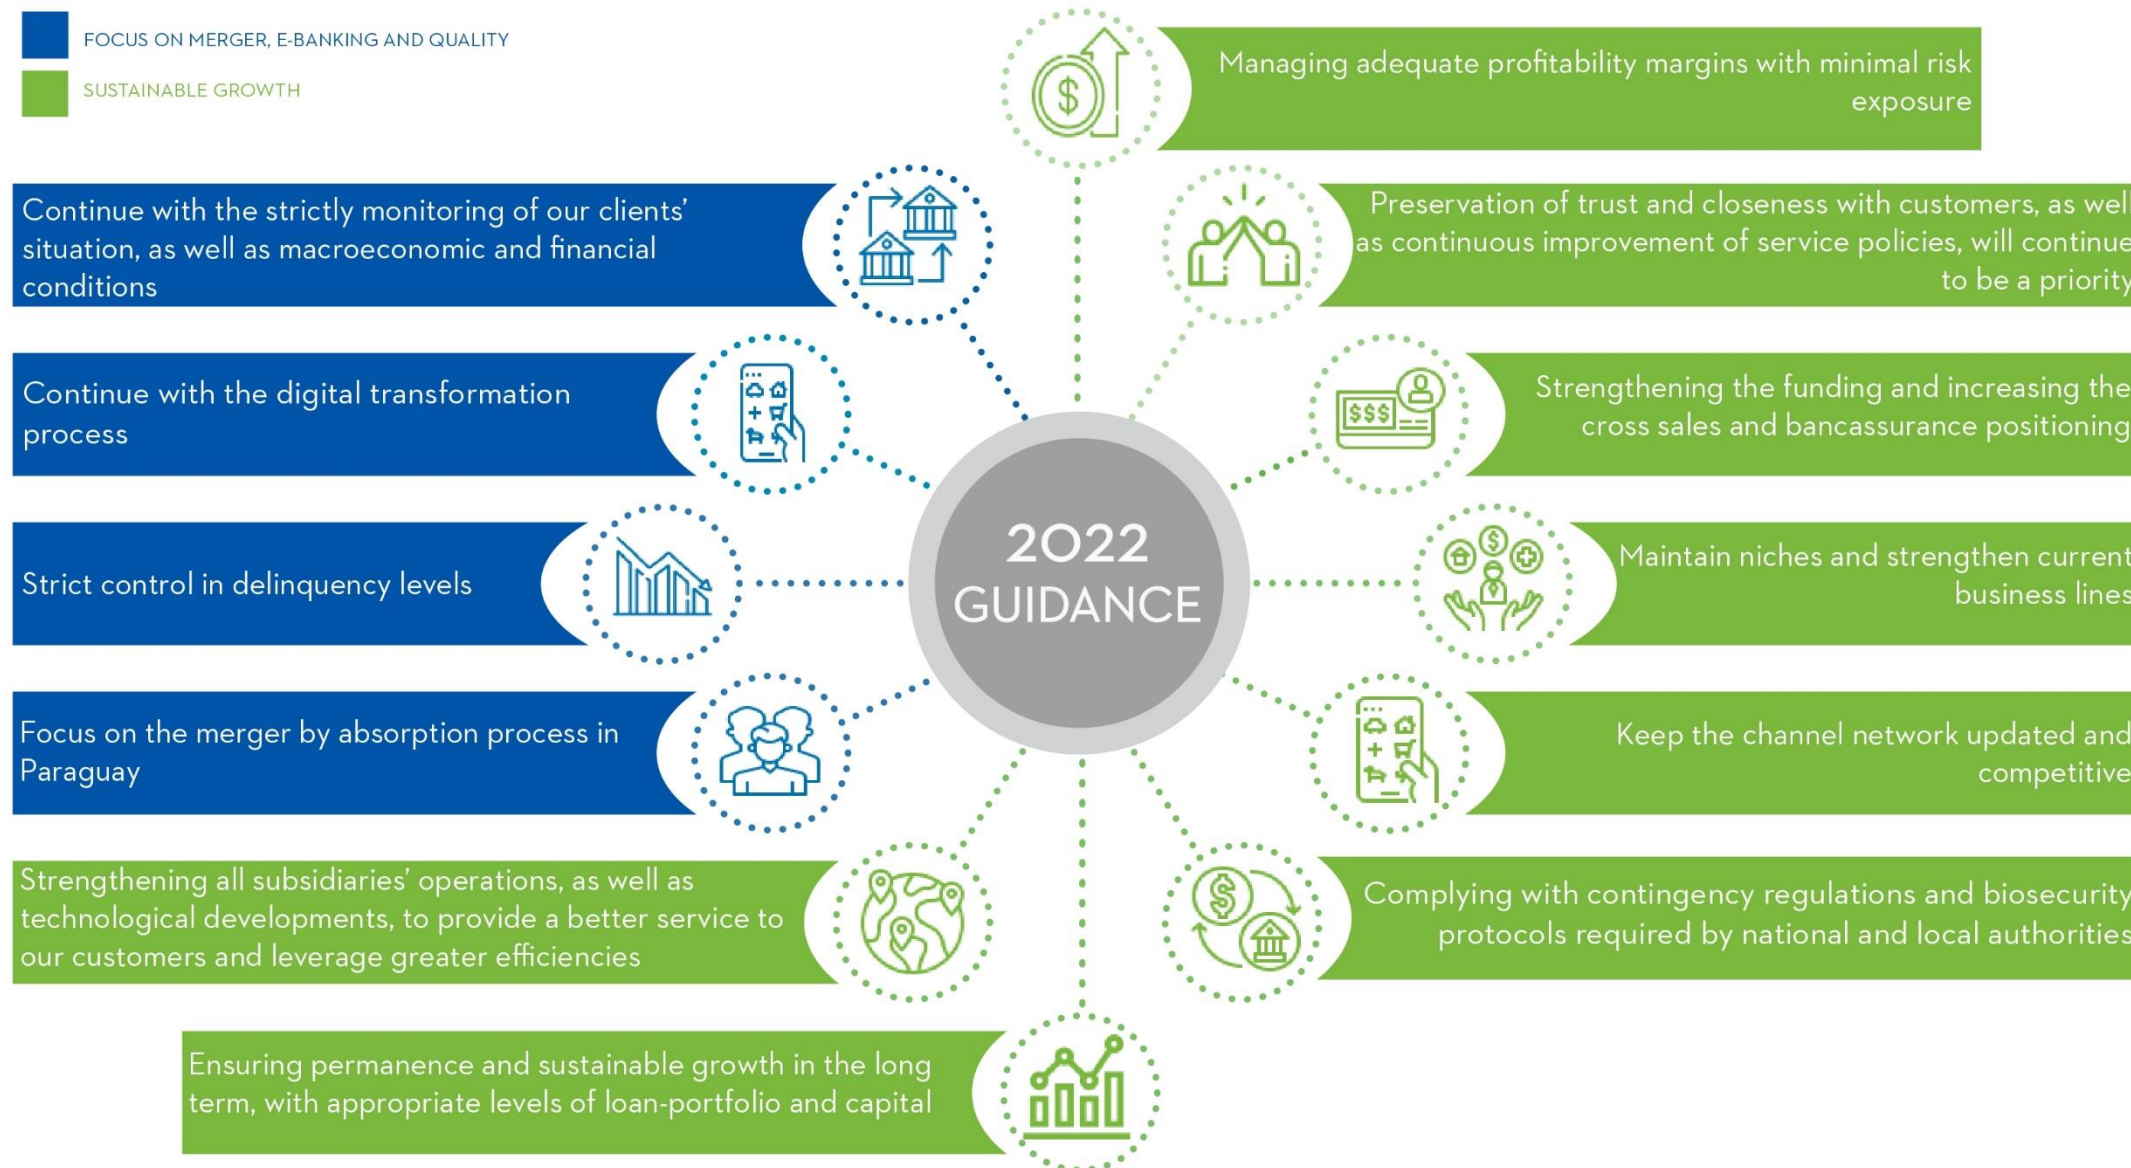 FOCUS ON MERGER, E-BANKING AND QUALITY
SUSTAINABLE GROWTH
Managing adequate profitability margins with minimal risk
exposure
Continue with the strictly monitoring of our clients'
situation, as well as macroeconomic and financial
conditions
Preservation of trust and closeness with customers, as well
as continuous improvement of service policies, will continue
to be a priority
Continue with the digital transformation
process
Strengthening the funding and increasing the
cross sales and bancassurance positioning
$$$
Strict control in delinquency levels
2022
GUIDANCE
Maintain niches and strengthen current
business lines
Focus on the merger by absorption process in
Paraguay
Keep the channel network updated and
competitive
Strengthening all subsidiaries' operations, as well as
technological developments, to provide a better service to
our customers and leverage greater efficiencies
Complying with contingency regulations and biosecurity
protocols required by national and local authorities
Ensuring permanence and sustainable growth in the long
term, with appropriate levels of loan-portfolio and capital